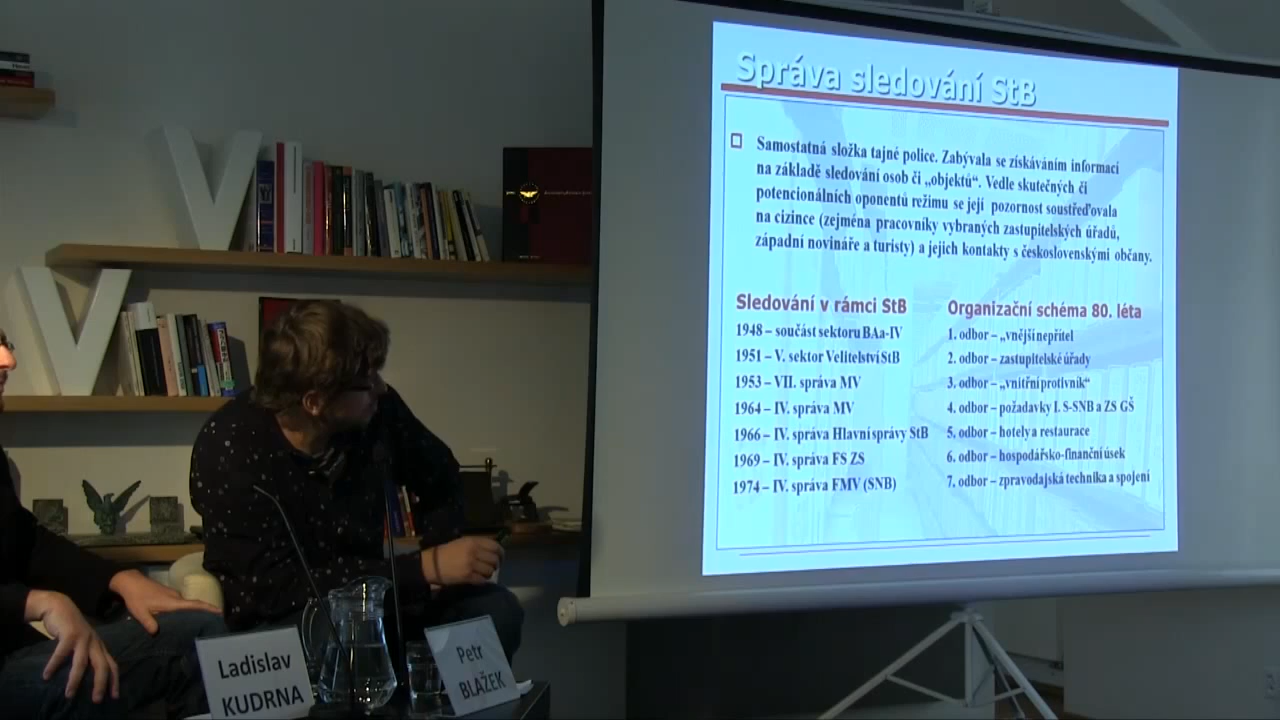 Správa sledování StB
Samostatná složka tajné police. Zabývala se získáváním informací
na základě sledování osob či „objektů“. Vedle skutečných či
potencionálních oponentů režimu se její pozornost soustřeďovala
na cizince (zejména pracovníky vybraných zastupitelských úřadů,
západní novináře a turisty) a jejich kontakty s československými občany.
Sledování v rámci StB
1948 – součást sektoru BAa-IV
1951 – V. sektor Velitelství StB
1953 – VII. správa MV
1964 – IV. správa MV
1966 – IV. správa Hlavní správy StB
1969 – IV. správa FS ZS
1974 – IV. správa FMV (SNB)
Organizační schéma 80. léta
1. odbor – „vnější nepřítel
2. odbor – zastupitelské úřady
3. odbor – „vnitřní protivník“
4. odbor – požadavky I. S-SNB a ZS GŠ
5. odbor – hotely a restaurace
6. odbor – hospodářsko-finanční úsek
7. odbor – zpravodajská technika a spojení
V
V
Ladislav
KUDRNA
Petr
BLAŽEK